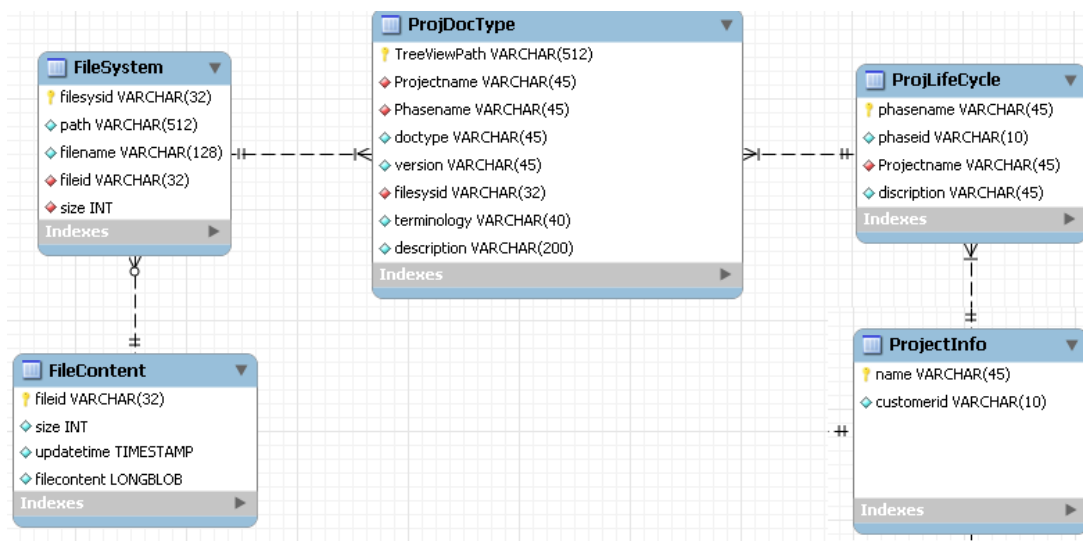 ProjDocType
TreeViewPath VARCHAR(512)
Projectname VARCHAR(45)
Phasename VARCHAR(45)
doctype VARCHAR(45)
version VARCHAR(45)
filesysid VARCHAR(32)
terminology VARCHAR(40)
description VARCHAR(200)
Indexes
FileSystem
filesysid VARCHAR(32)
path VARCHAR(512)
filename VARCHAR(128)
fileid VARCHAR(32)
size INT
Indexes
ProjLifeCycle
phasename VARCHAR(45)
phaseid VARCHAR(10)
Projectname VARCHAR(45)
discription VARCHAR(45)
Indexes
FileContent
fileid VARCHAR(32)
size INT
updatetime TIMESTAMP
filecontent LONGBLOB
Indexes
ProjectInfo
name VARCHAR(45)
customerid VARCHAR(10)
Indexes